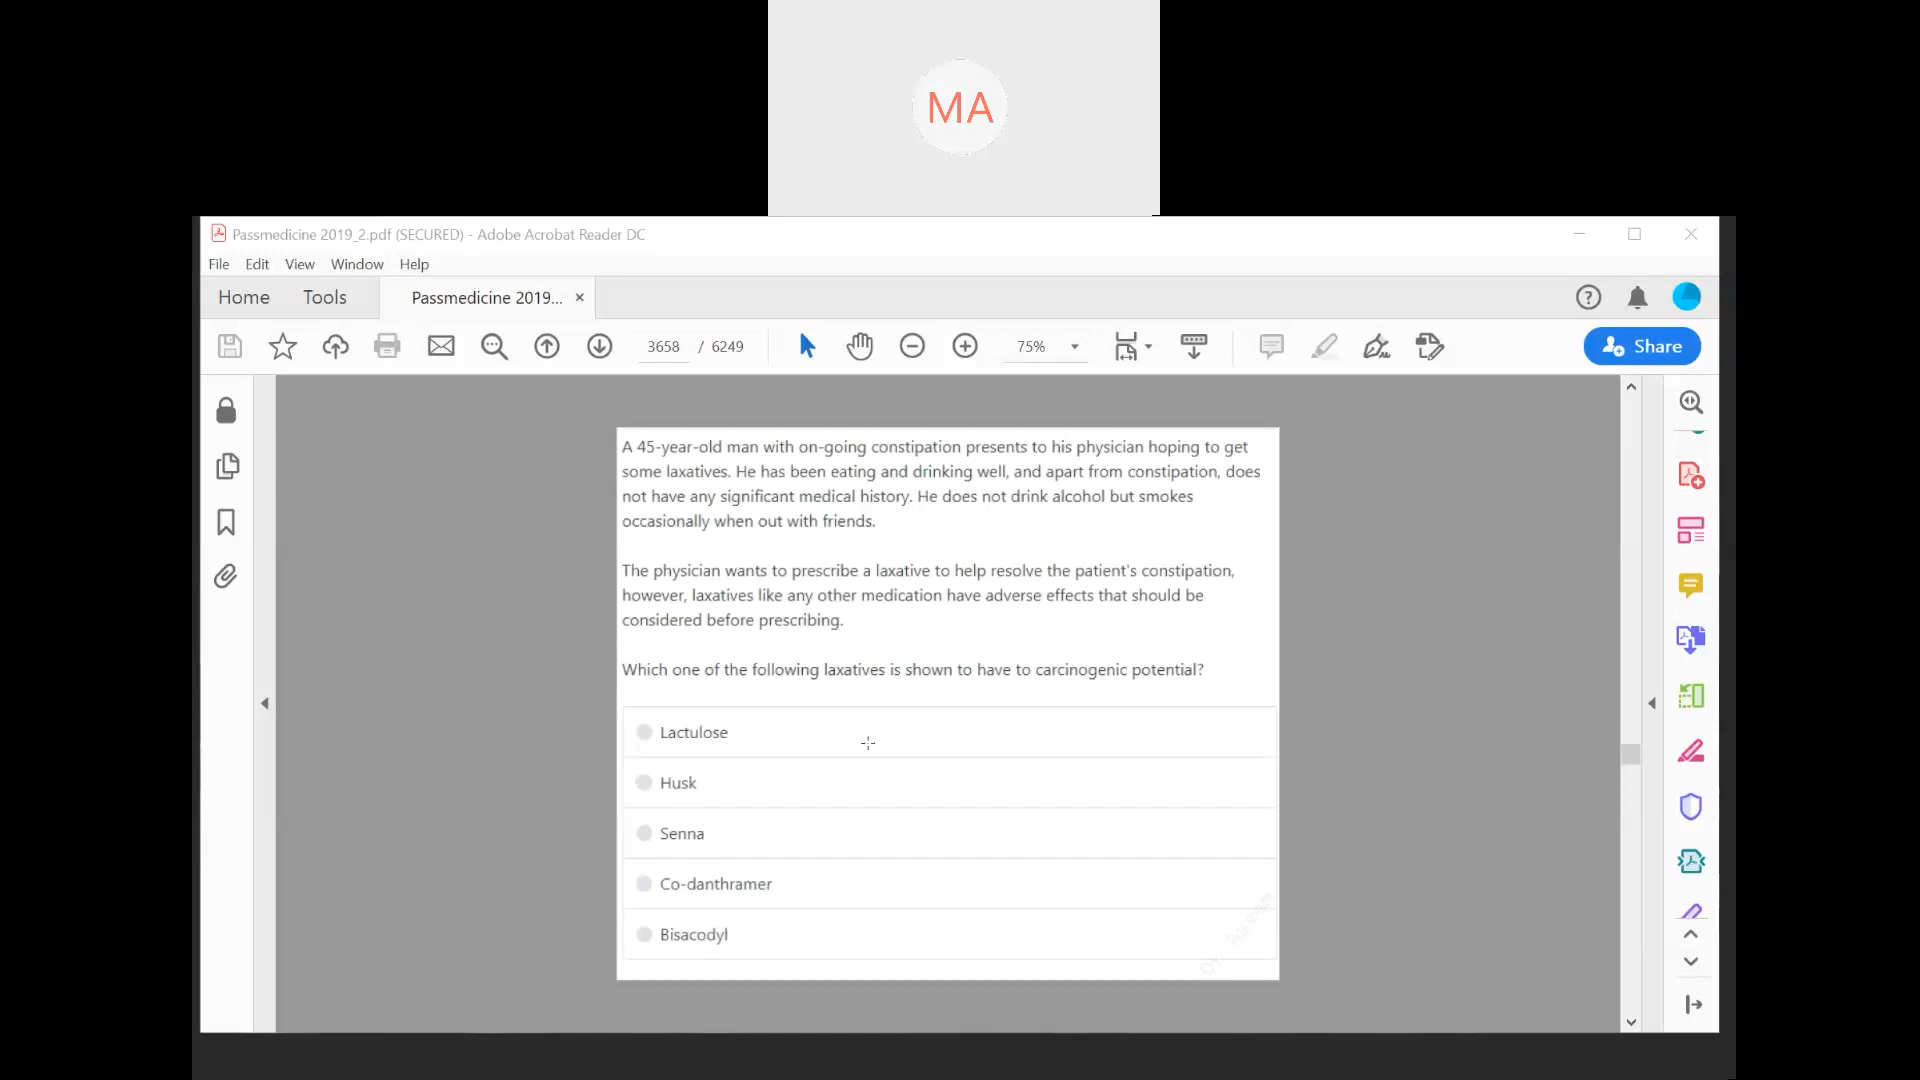 MA
Passmedicine 2019_2.pdf (SECURED) - Adobe Acrobat Reader DC
File Edit View Window Help
Home Tools Passmedicine 2019... ×
3658 / 6249 75% Share
A 45-year-old man with on-going constipation presents to his physician hoping to get
some laxatives. He has been eating and drinking well, and apart from constipation, does
not have any significant medical history. He does not drink alcohol but smokes
occasionally when out with friends.
The physician wants to prescribe a laxative to help resolve the patient's constipation,
however, laxatives like any other medication have adverse effects that should be
considered before prescribing.
Which one of the following laxatives is shown to have to carcinogenic potential?
Lactulose
Husk
Senna
Co-danthramer
Bisacodyl